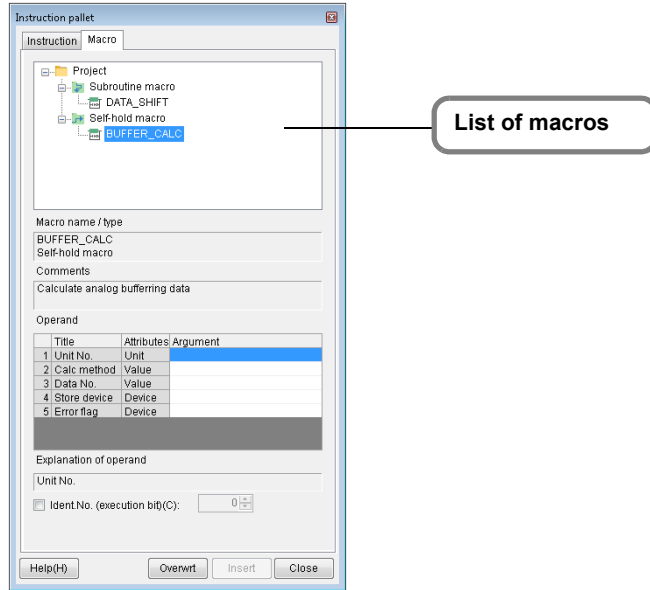 Instruction pallet
Instruction Macro
Project
Subroutine macro
DATA_SHIFT
Self-hold macro
BUFFER_CALC
List of macros
Macro name / type
BUFFER_CALC
Self-hold macro
Comments
Calculate analog bufferring data
Operand
Title Attributes Argument
1 Unit No. Unit
2 Calc method Value
3 Data No. Value
4 Store device Device
5 Error flag Device
Explanation of operand
Unit No.
Ident.No. (execution bit)(C): 0
Help(H) Overwrt Insert Close